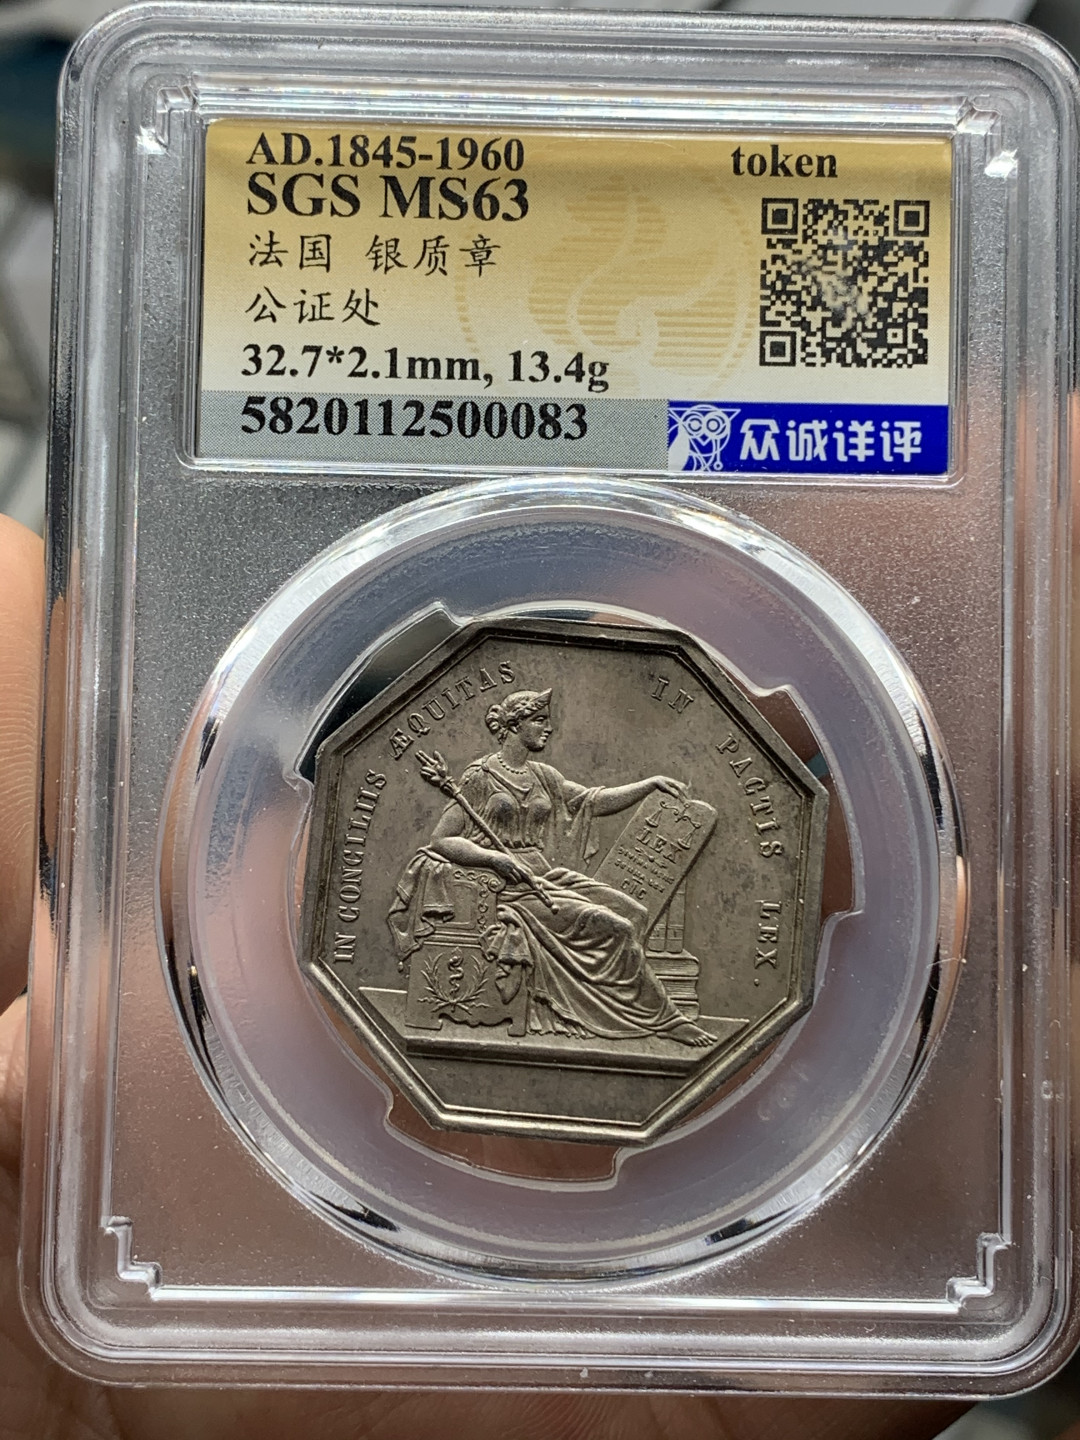 AD.1845-1960
token
SGS MS63
法国 银质章
公证处
32.7*2.1mm, 13.4g
5820112500083
众诚详评
IN CONCILIIS ÆQUITAS IN PACTIS LEX.
LEX